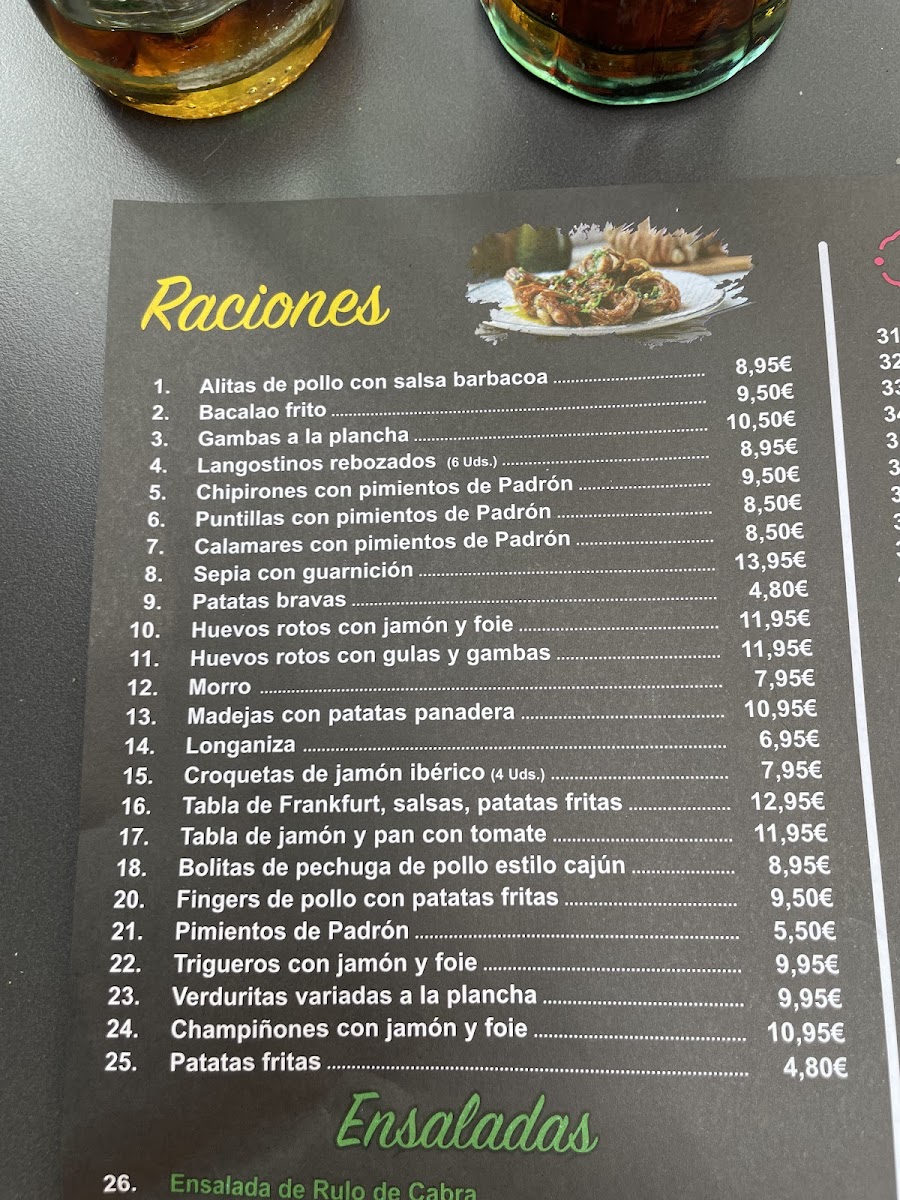 Raciones
1. Alitas de pollo con salsa barbacoa 8,95€
2. Bacalao frito 9,50€
3. Gambas a la plancha 10,50€
4. Langostinos rebozados (6 Uds.) 8,95€
5. Chipirones con pimientos de Padrón 9,50€
6. Puntillas con pimientos de Padrón 8,50€
7. Calamares con pimientos de Padrón 8,50€
8. Sepia con guarnición 13,95€
9. Patatas bravas 4,80€
10. Huevos rotos con jamón y foie 11,95€
11. Huevos rotos con gulas y gambas 11,95€
12. Morro 7,95€
13. Madejas con patatas panadera 10,95€
14. Longaniza 6,95€
15. Croquetas de jamón ibérico (4 Uds.) 7,95€
16. Tabla de Frankfurt, salsas, patatas fritas 12,95€
17. Tabla de jamón y pan con tomate 11,95€
18. Bolitas de pechuga de pollo estilo cajún 8,95€
20. Fingers de pollo con patatas fritas 9,50€
21. Pimientos de Padrón 5,50€
22. Trigueros con jamón y foie 9,95€
23. Verduritas variadas a la plancha 9,95€
24. Champiñones con jamón y foie 10,95€
25. Patatas fritas 4,80€
Ensaladas
26. Ensalada de Rulo de Cabra
31
32
33